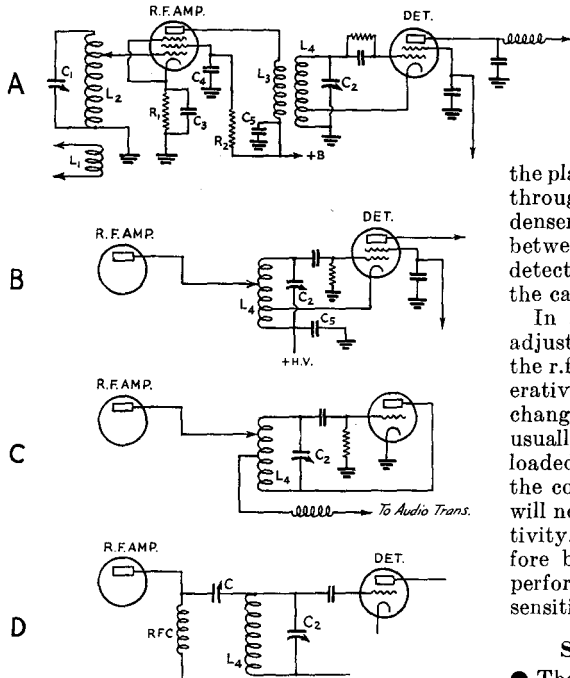 R.F. AMP.
DET.
A
C1
L2
L1
R1
C3
C4
R2
C5
L3
L4
C2
+B
B
R.F. AMP.
DET.
L4
C2
C5
+H.V.
C
R.F. AMP.
L4
C2
To Audio Trans.
D
R.F. AMP.
DET.
C
RFC
L4
C2
the pla
throug
denser
betwe
detect
the ca
In
adjust
the r.f
erativ
chang
usuall
loaded
the co
will ne
tivity.
fore b
perfor
sensiti
S
● The